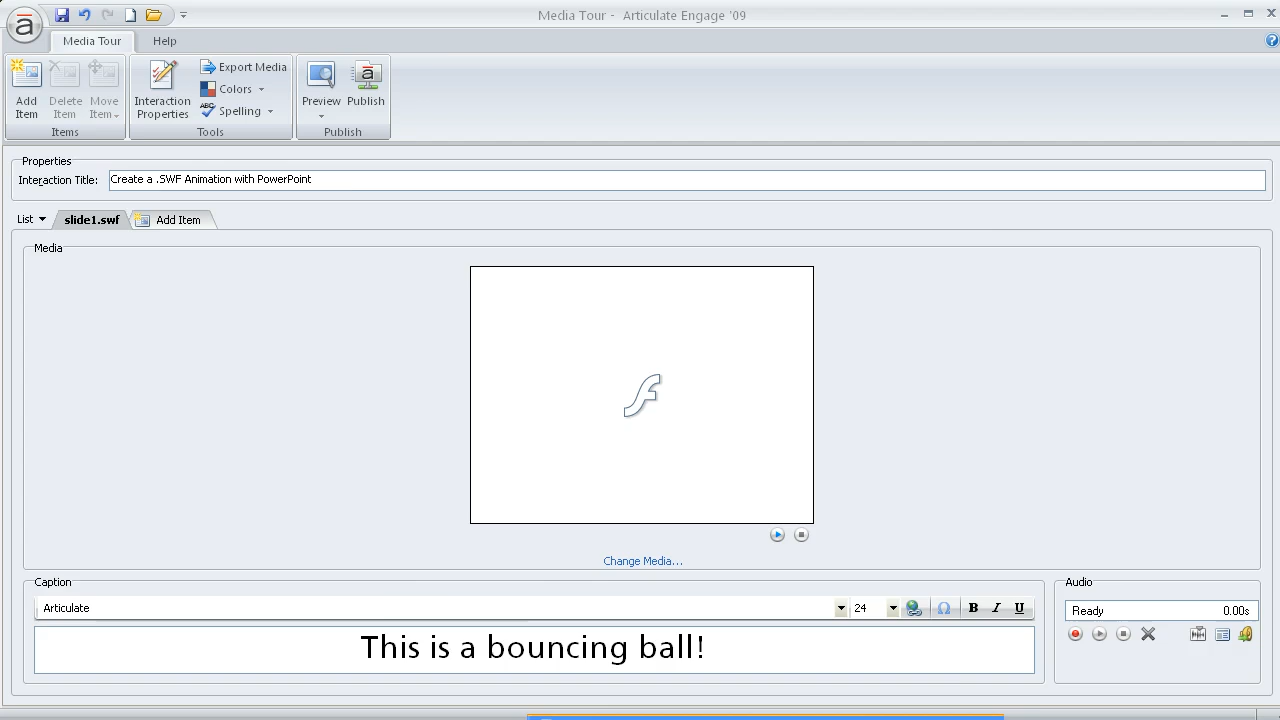 Media Tour - Articulate Engage '09
Media Tour
Help
Add Item
Delete Item
Move Item
Items
Interaction Properties
Export Media
Colors
ABC Spelling
Tools
Preview
Publish
Publish
Properties
Interaction Title:
Create a .SWF Animation with PowerPoint
List
slide1.swf
Add Item
Media
Change Media...
Caption
Articulate
24
B I U
This is a bouncing ball!
Audio
Ready
0.00s